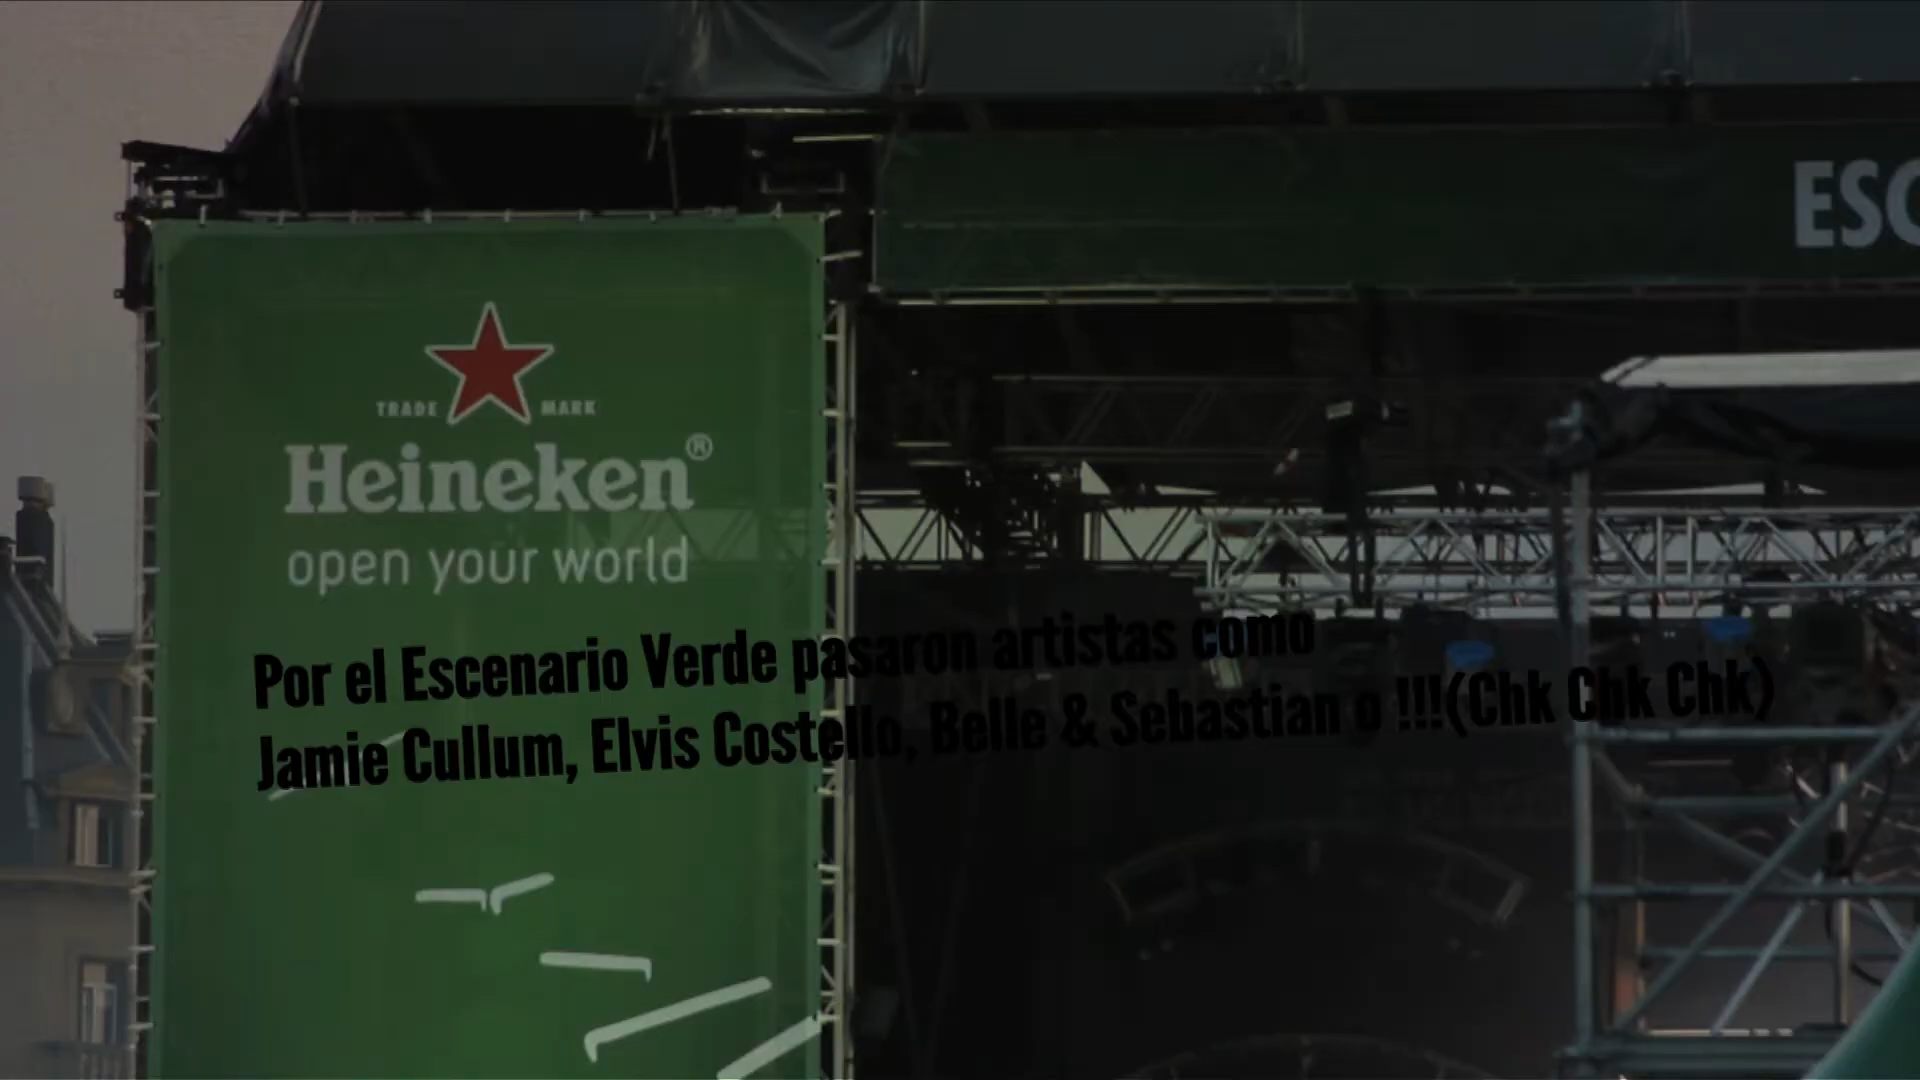 ESC
TRADE MARK
Heineken®
open your world
Por el Escenario Verde pasaron artistas como
Jamie Cullum, Elvis Costello, Belle & Sebastian o !!!(Chk Chk Chk)